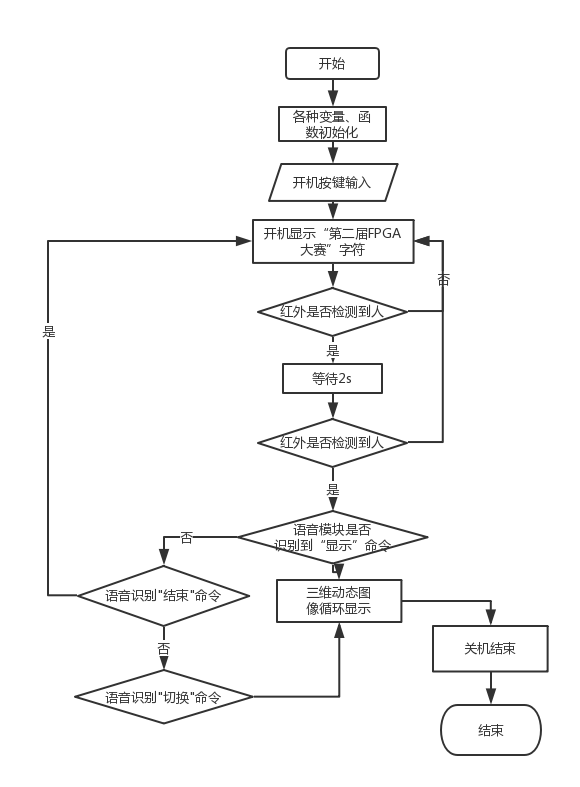 开始
各种变量、函
数初始化
开机按键输入
开机显示“第二届FPGA
大赛”字符
否
红外是否检测到人
是
是
等待2s
红外是否检测到人
是
语音模块是否
识别到“显示”命令
否
语音识别"结束"命令
三维动态图
像循环显示
关机结束
否
语音识别"切换"命令
结束